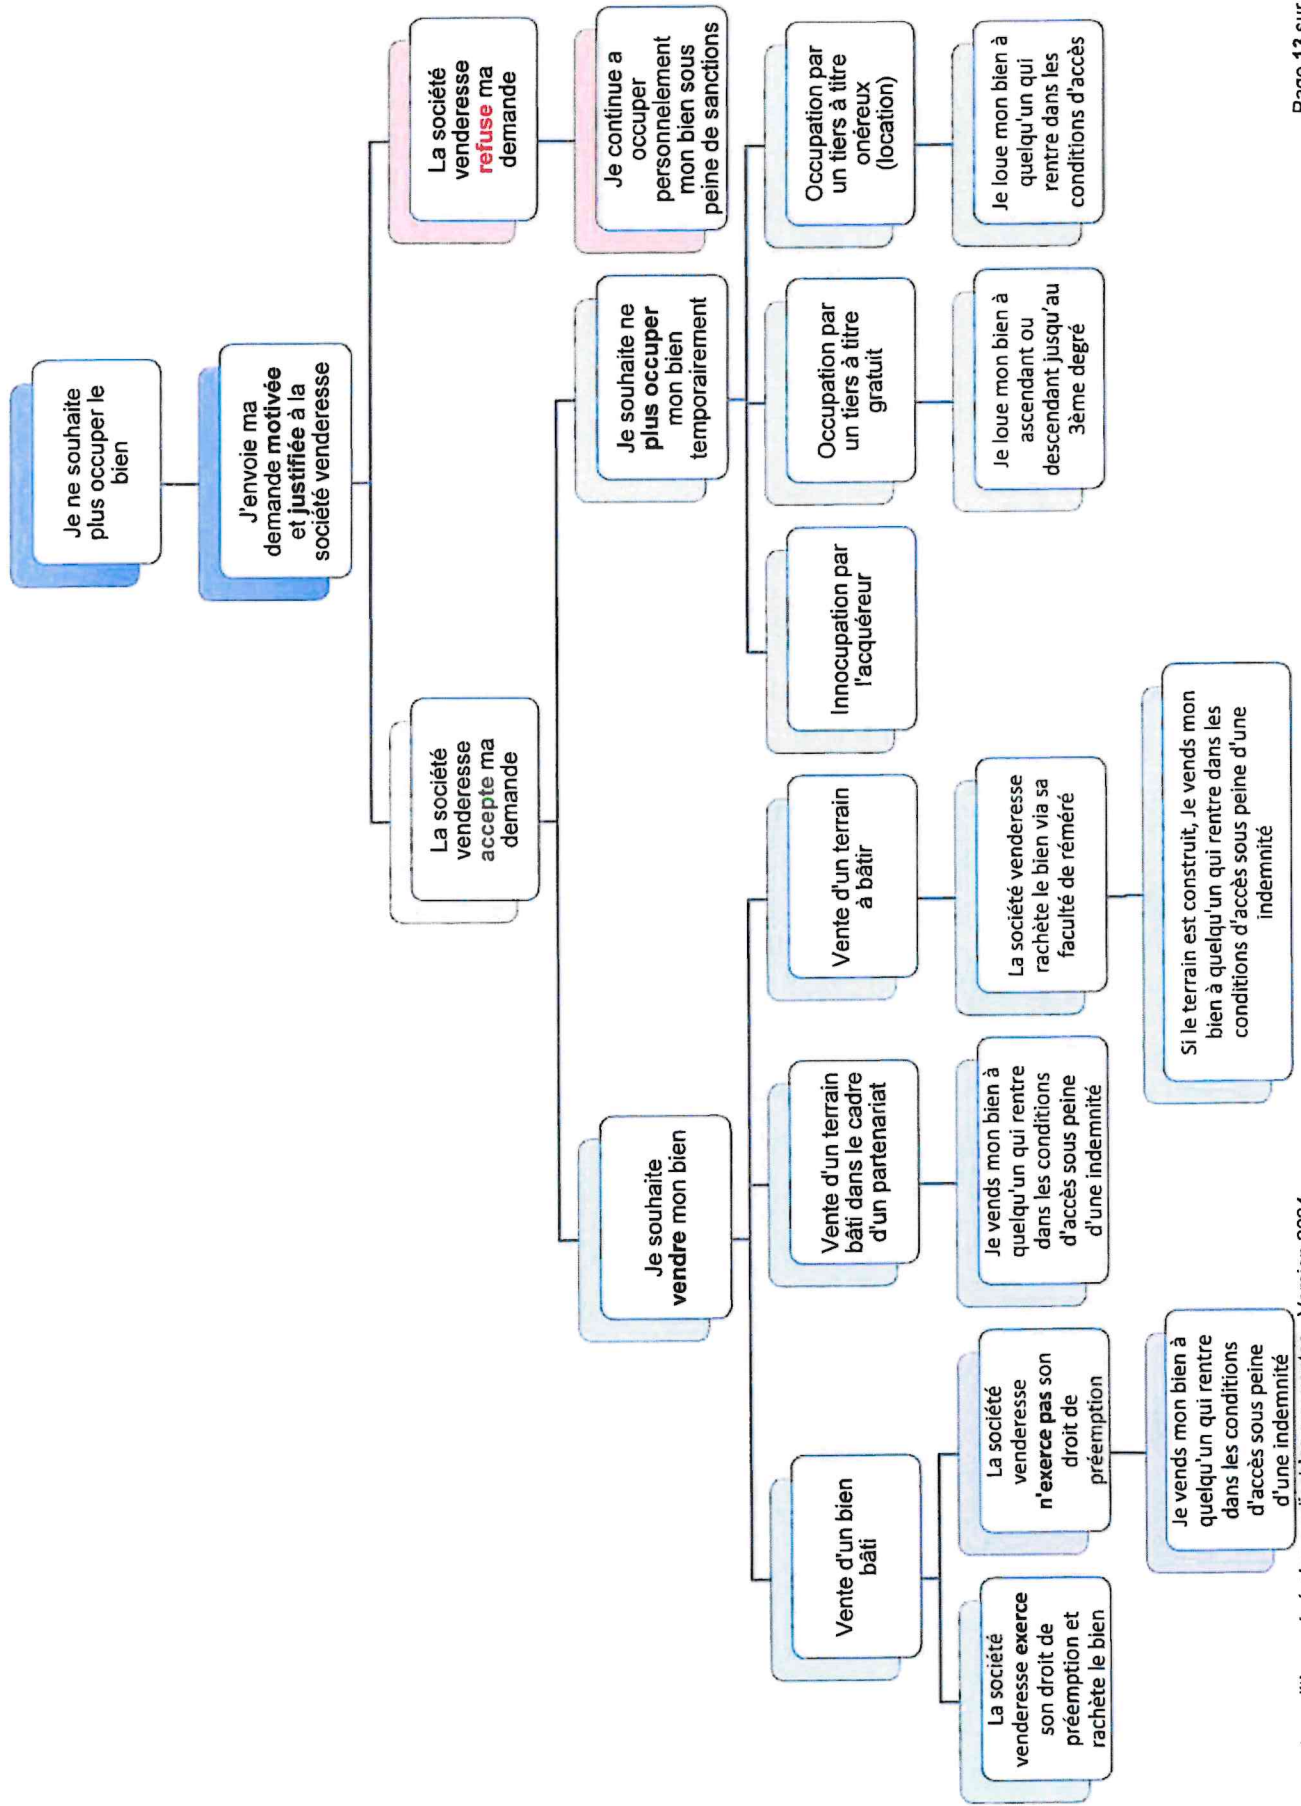 Je ne souhaite
plus occuper le
bien
J'envoie ma
demande motivée
et justifiée à la
société venderesse
La société
venderesse
accepte ma
demande
La société
venderesse
refuse ma
demande
Je souhaite
vendre mon bien
Je souhaite ne
plus occuper
mon bien
temporairement
Je continue a
occuper
personnelement
mon bien sous
peine de sanctions
Vente d'un bien
bâti
Vente d'un terrain
bâti dans le cadre
d'un partenariat
Vente d'un terrain
à bâtir
Innocupation par
l'acquéreur
Occupation par
un tiers à titre
gratuit
Occupation par
un tiers à titre
onéreux
(location)
La société
venderesse exerce
son droit de
préemption et
rachète le bien
La société
venderesse
n'exerce pas son
droit de
préemption
Je vends mon bien à
quelqu'un qui rentre
dans les conditions
d'accès sous peine
d'une indemnité
La société venderesse
rachète le bien via sa
faculté de réméré
Je loue mon bien à
ascendant ou
descendant jusqu'au
3ème degré
Je loue mon bien à
quelqu'un qui
rentre dans les
conditions d'accès
Je vends mon bien à
quelqu'un qui rentre
dans les conditions
d'accès sous peine
d'une indemnité
Si le terrain est construit, Je vends mon
bien à quelqu'un qui rentre dans les
conditions d'accès sous peine d'une
indemnité
Version 2024
Page 13 sur